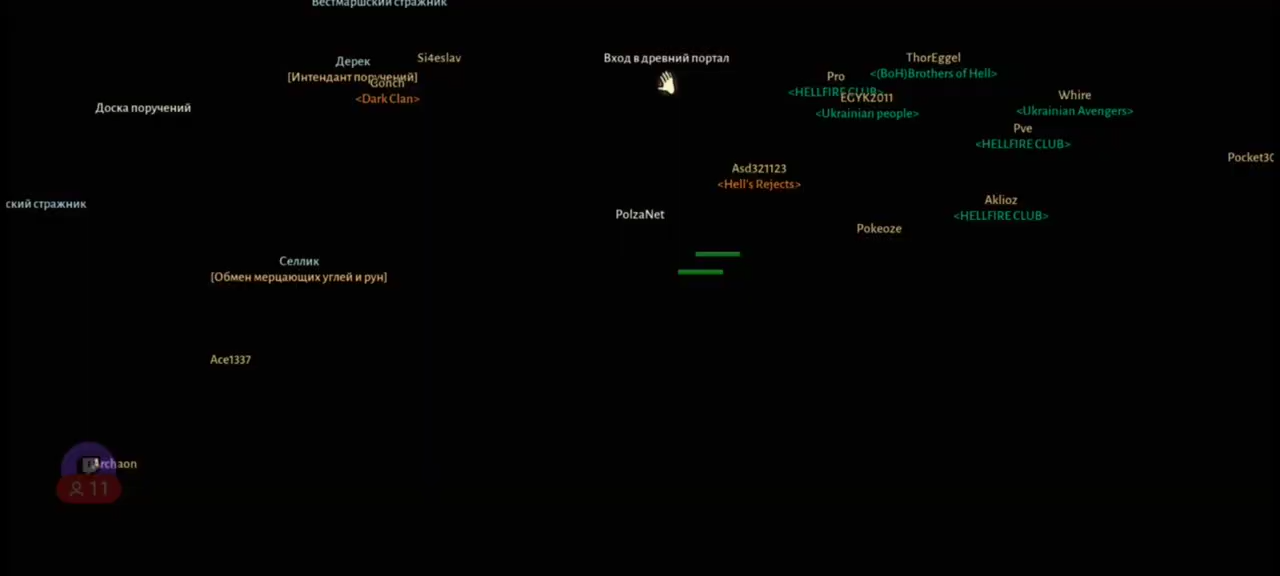 Вестмаршский стражник
Дерек
[Интендант поручений]
Si4eslav
Gonch
<Dark Clan>
Доска поручений
Вход в древний портал
ThorEggel
<(BoH)Brothers of Hell>
Pro
<HELLFIRE CLUB>
EGYK2011
<Ukrainian people>
Whire
<Ukrainian Avengers>
Pve
<HELLFIRE CLUB>
Pocket30
Asd321123
<Hell's Rejects>
ский стражник
PolzaNet
Aklioz
<HELLFIRE CLUB>
Pokeoze
Селлик
[Обмен мерцающих углей и рун]
Ace1337
Archaon
11